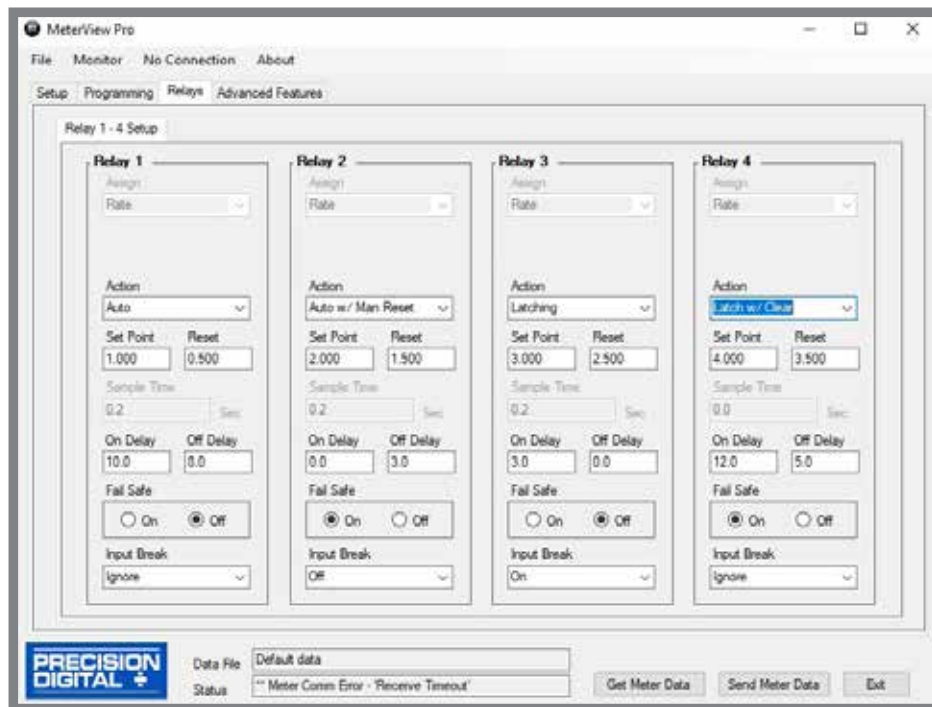 MeterView Pro
File Monitor No Connection About
Setup Programming Relays Advanced Features
Relay 1 - 4 Setup
Relay 1
Assign
Rate
Action
Auto
Set Point Reset
1.000 0.500
Sample Time
0.2 Sec
On Delay Off Delay
10.0 8.0
Fail Safe
On Off
Input Break
Ignore
Relay 2
Assign
Rate
Action
Auto w/ Man Reset
Set Point Reset
2.000 1.500
Sample Time
0.2 Sec
On Delay Off Delay
0.0 3.0
Fail Safe
On Off
Input Break
Off
Relay 3
Assign
Rate
Action
Latching
Set Point Reset
3.000 2.500
Sample Time
0.2 Sec
On Delay Off Delay
3.0 0.0
Fail Safe
On Off
Input Break
On
Relay 4
Assign
Rate
Action
Latch w/ Clear
Set Point Reset
4.000 3.500
Sample Time
0.0 Sec
On Delay Off Delay
12.0 5.0
Fail Safe
On Off
Input Break
Ignore
PRECISION
DIGITAL
Data File Default data
Status ** Meter Comm Error - 'Receive Timeout'
Get Meter Data Send Meter Data Exit